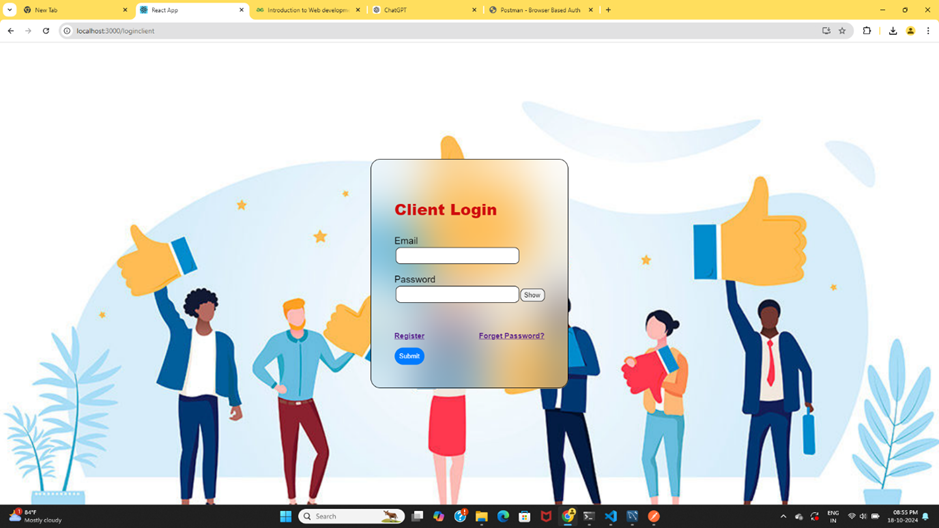 New Tab
React App
Introduction to Web developm
ChatGPT
Postman - Browser Based Auth
localhost:3000/loginclient
Client Login
Email
Password
Show
Register
Forget Password?
Submit
1
84°F
Mostly cloudy
Search
ENG
IN
08:55 PM
18-10-2024